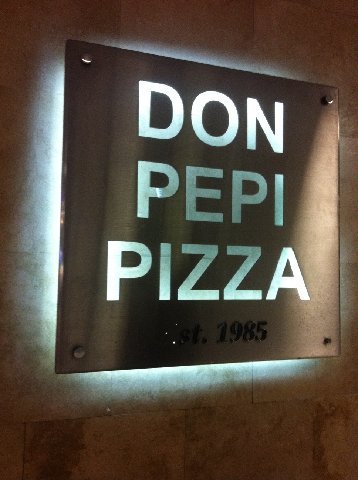 DON
PEPI
PIZZA
est. 1985